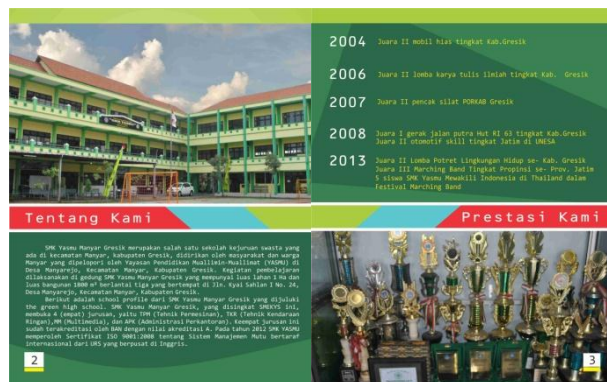 Tentang Kami
SMK Yasmu Manyar Gresik merupakan salah satu sekolah kejuruan swasta yang
ada di kecamatan Manyar, kabupaten Gresik, didirikan oleh masyarakat dan warga
Manyar yang dipelopori oleh Yayasan Pendidikan Muallimin-Muallimat (YASMU) di
Desa Manyarejo, Kecamatan Manyar, Kabupaten Gresik. Kegiatan pembelajaran
dilaksanakan di gedung SMK Yasmu Manyar Gresik yang mempunyai luas lahan 1 Ha dan
luas bangunan 1800 m² berlantai tiga yang bertempat di Jln. Kyai Sahlan I No. 24,
Desa Manyarejo, Kecamatan Manyar, Kabupaten Gresik.
Berikut adalah school profile dari SMK Yasmu Manyar Gresik yang dijuluki
the green high school. SMK Yasmu Manyar Gresik, yang disingkat SMEKYS ini,
membuka 4 (empat) jurusan, yaitu TPM (Tehnik Permesinan), TKR (Tehnik Kendaraan
Ringan),MM (Multimedia), dan APK (Administrasi Perkantoran). Keempat jurusan ini
sudah terakreditasi oleh BAN dengan nilai akreditasi A. Pada tahun 2012 SMK YASMU
memperoleh Sertifikat ISO 9001:2008 tentang Sistem Manajemen Mutu bertaraf
internasional dari URS yang berpusat di Inggris.
2
2004 Juara II mobil hias tingkat Kab.Gresik
2006 Juara II lomba karya tulis ilmiah tingkat Kab. Gresik
2007 Juara II pencak silat PORKAB Gresik
2008 Juara I gerak jalan putra Hut RI 63 tingkat Kab.Gresik
Juara II otomotif skill tingkat Jatim di UNESA
2013 Juara II Lomba Potret Lingkungan Hidup se- Kab. Gresik
Juara III Marching Band Tingkat Propinsi se- Prov. Jatim
5 siswa SMK Yasmu Mewakili Indonesia di Thailand dalam
Festival Marching Band
Prestasi Kami
3